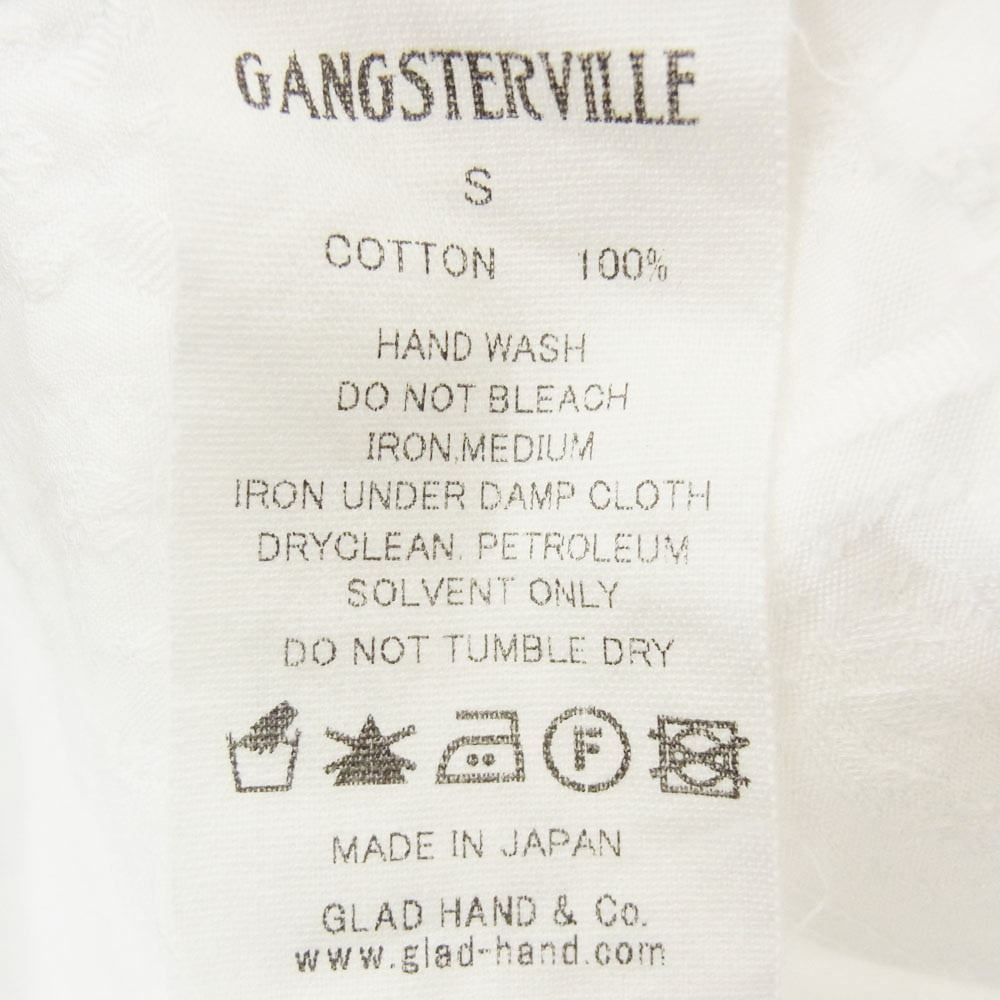 GANGSTERVILLE
S
COTTON 100%
HAND WASH
DO NOT BLEACH
IRON,MEDIUM
IRON UNDER DAMP CLOTH
DRYCLEAN, PETROLEUM
SOLVENT ONLY
DO NOT TUMBLE DRY
F
MADE IN JAPAN
GLAD HAND & Co.
www.glad-hand.com